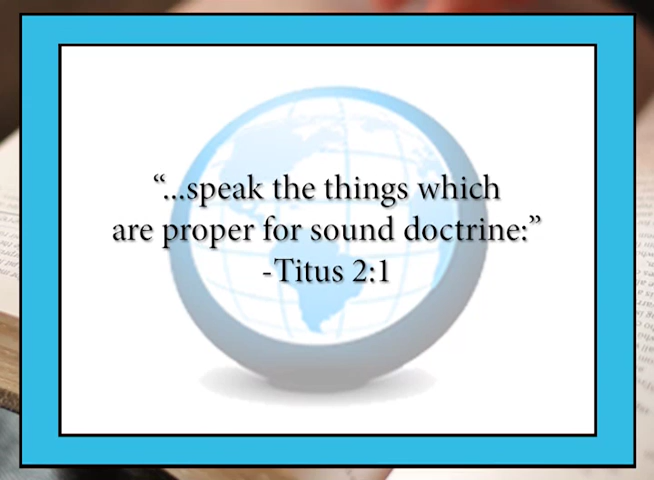 “...speak the things which
are proper for sound doctrine:”
-Titus 2:1